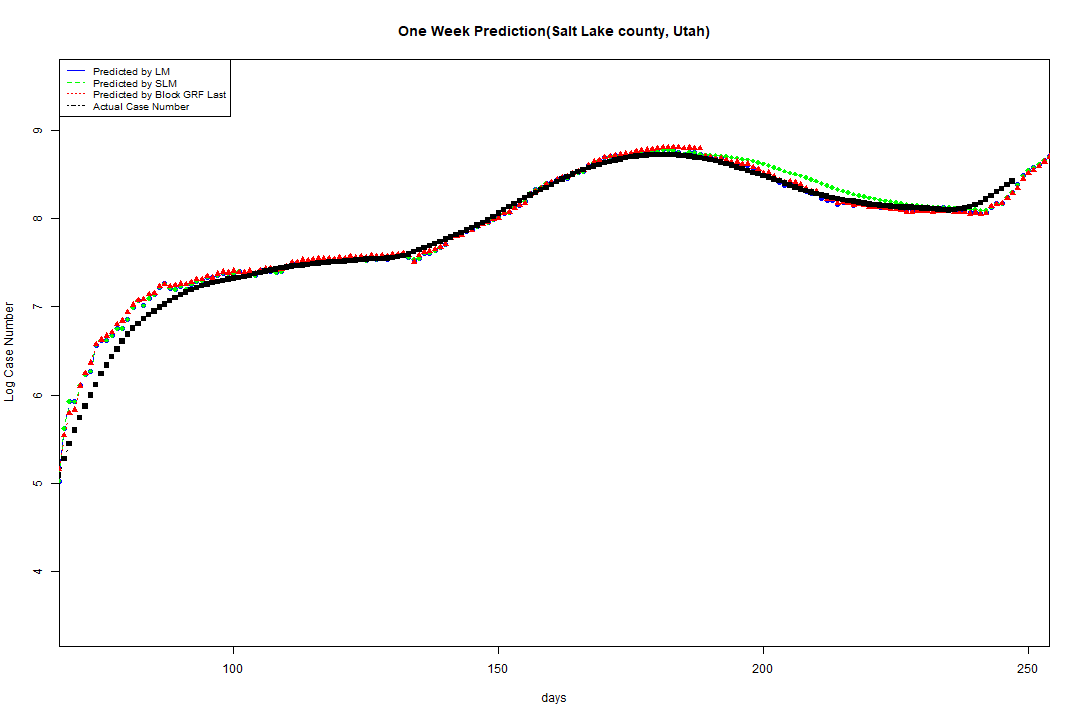 One Week Prediction(Salt Lake county, Utah)
Predicted by LM
Predicted by SLM
Predicted by Block GRF Last
Actual Case Number
9
8
7
6
5
4
Log Case Number
100 150 200 250
days